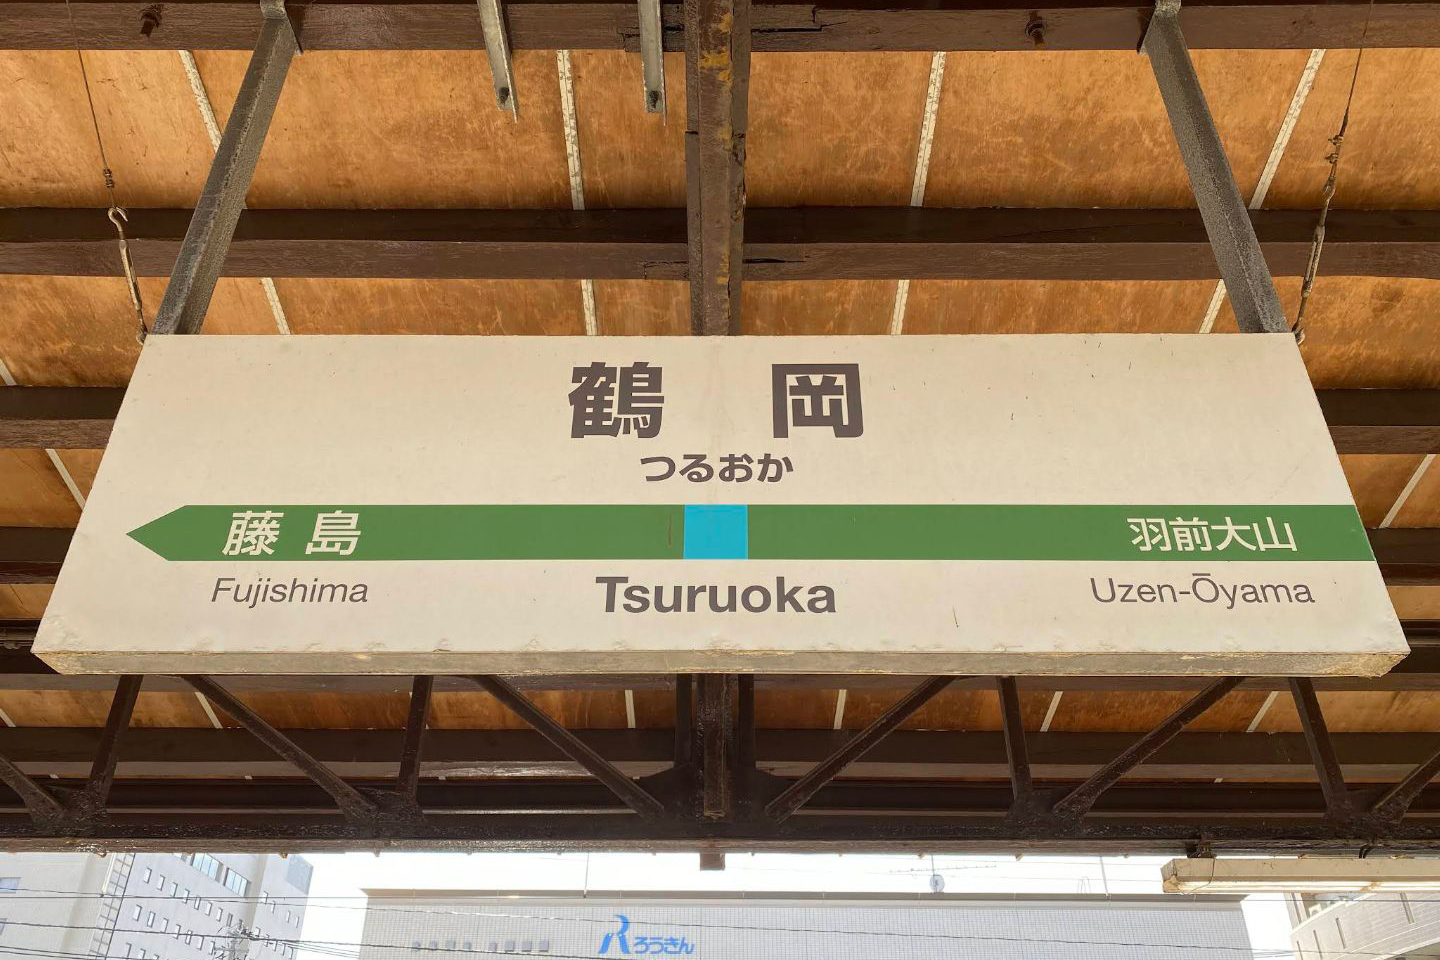 鶴岡
つるおか
藤島 羽前大山
Fujishima Tsuruoka Uzen-Ōyama
ろうきん